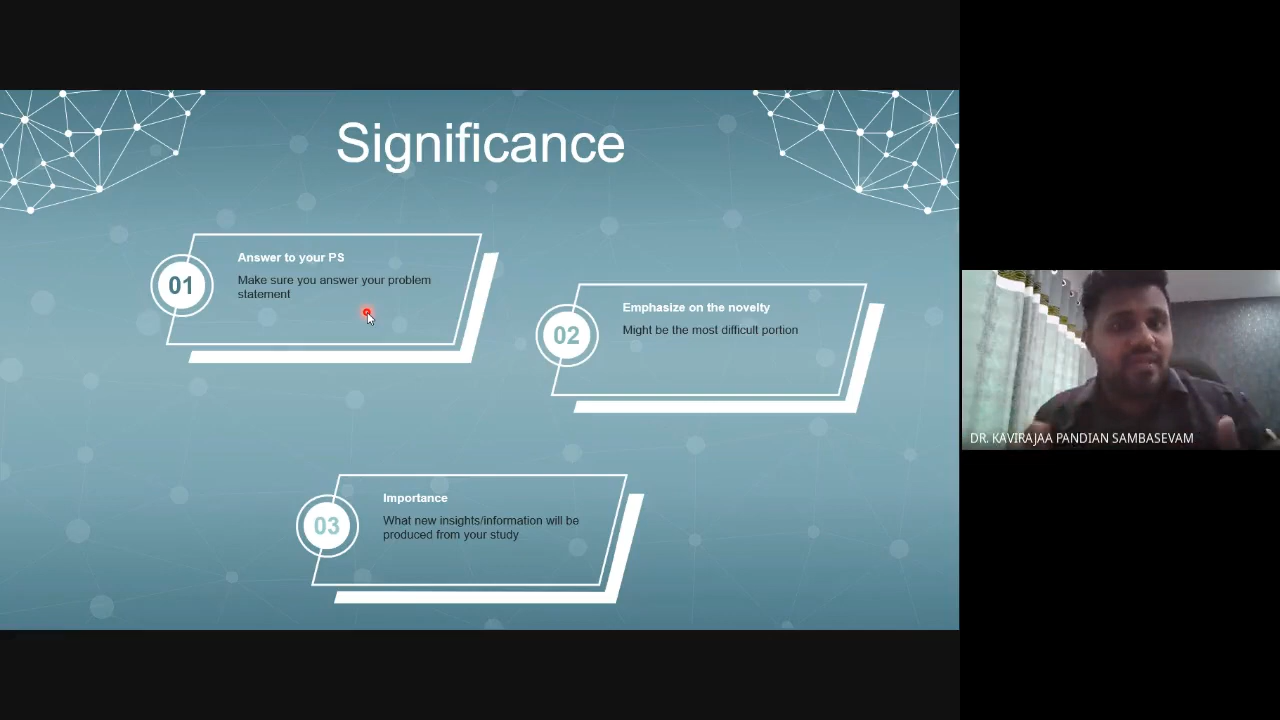 Significance
01
Answer to your PS
Make sure you answer your problem
statement
02
Emphasize on the novelty
Might be the most difficult portion
03
Importance
What new insights/information will be
produced from your study
DR. KAVIRAJAA PANDIAN SAMBASEVAM